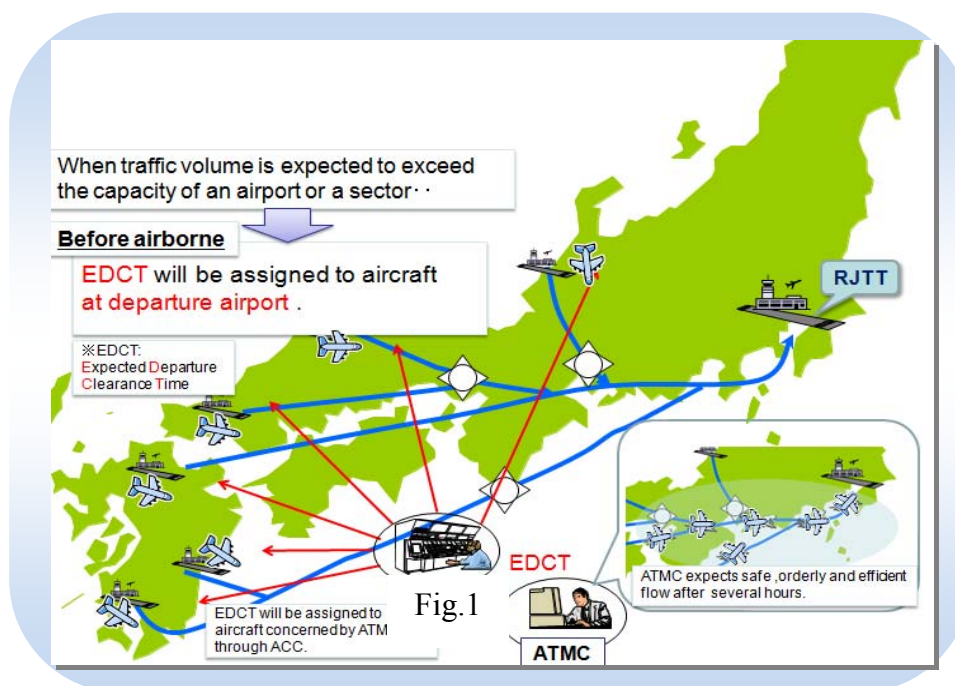 When traffic volume is expected to exceed
the capacity of an airport or a sector‥
Before airborne
EDCT will be assigned to aircraft
at departure airport .
※EDCT:
Expected Departure
Clearance Time
RJTT
EDCT
ATMC expects safe ,orderly and efficient
flow after several hours.
Fig.1
EDCT will be assigned to
aircraft concerned by ATM
through ACC.
ATMC